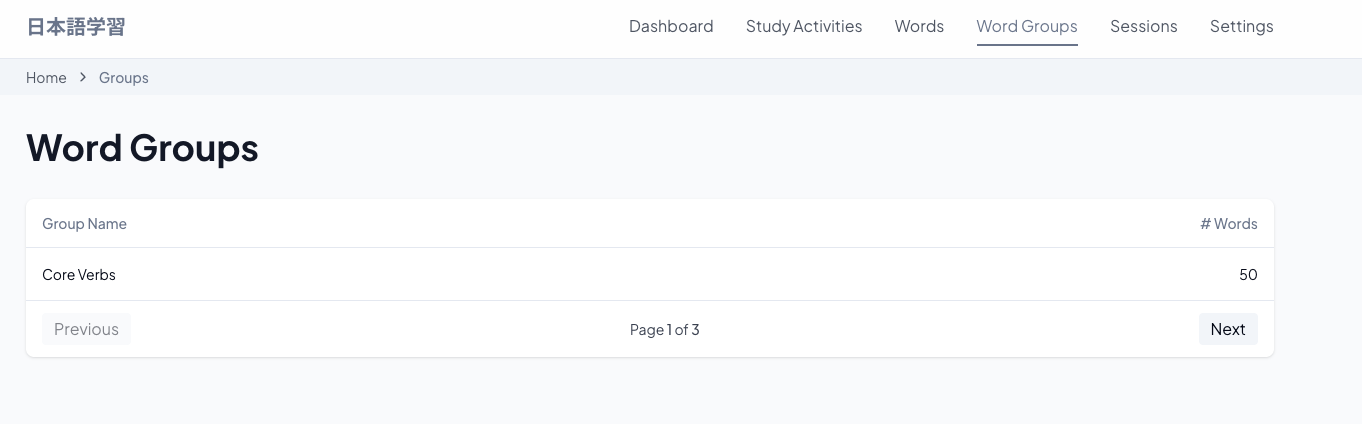 日本語学習 Dashboard Study Activities Words Word Groups Sessions Settings
Home > Groups
Word Groups
Group Name # Words
Core Verbs 50
Previous Page 1 of 3 Next